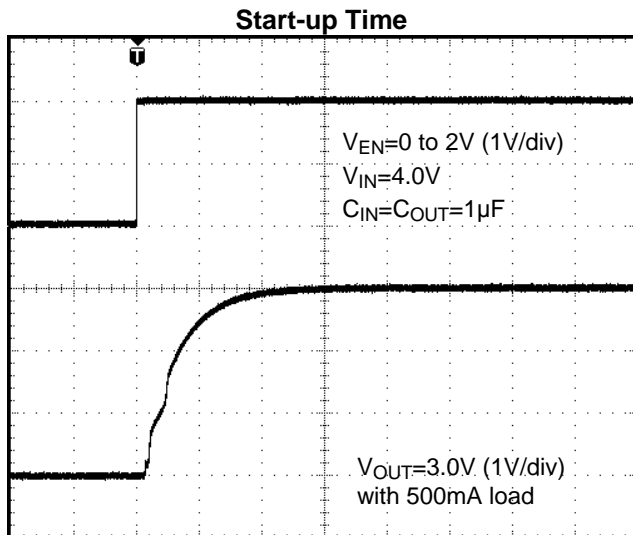 Start-up Time
T
VEN=0 to 2V (1V/div)
VIN=4.0V
CIN=COUT=1µF
VOUT=3.0V (1V/div)
with 500mA load